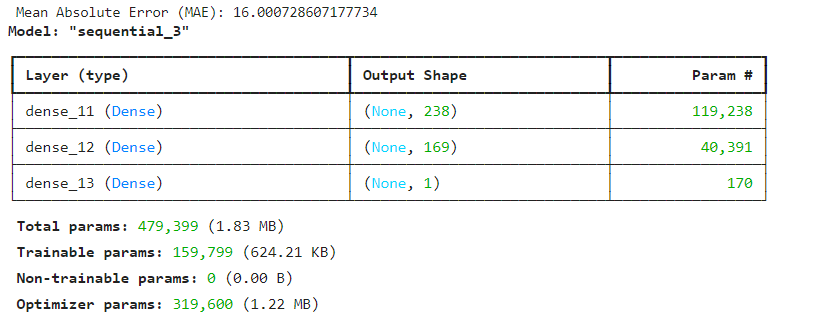 Mean Absolute Error (MAE): 16.000728607177734
Model: "sequential_3"
Layer (type) Output Shape Param #
dense_11 (Dense) (None, 238) 119,238
dense_12 (Dense) (None, 169) 40,391
dense_13 (Dense) (None, 1) 170
Total params: 479,399 (1.83 MB)
Trainable params: 159,799 (624.21 KB)
Non-trainable params: 0 (0.00 B)
Optimizer params: 319,600 (1.22 MB)